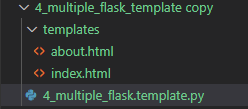 4_multiple_flask_template copy
templates
about.html
index.html
4_multiple_flask.template.py